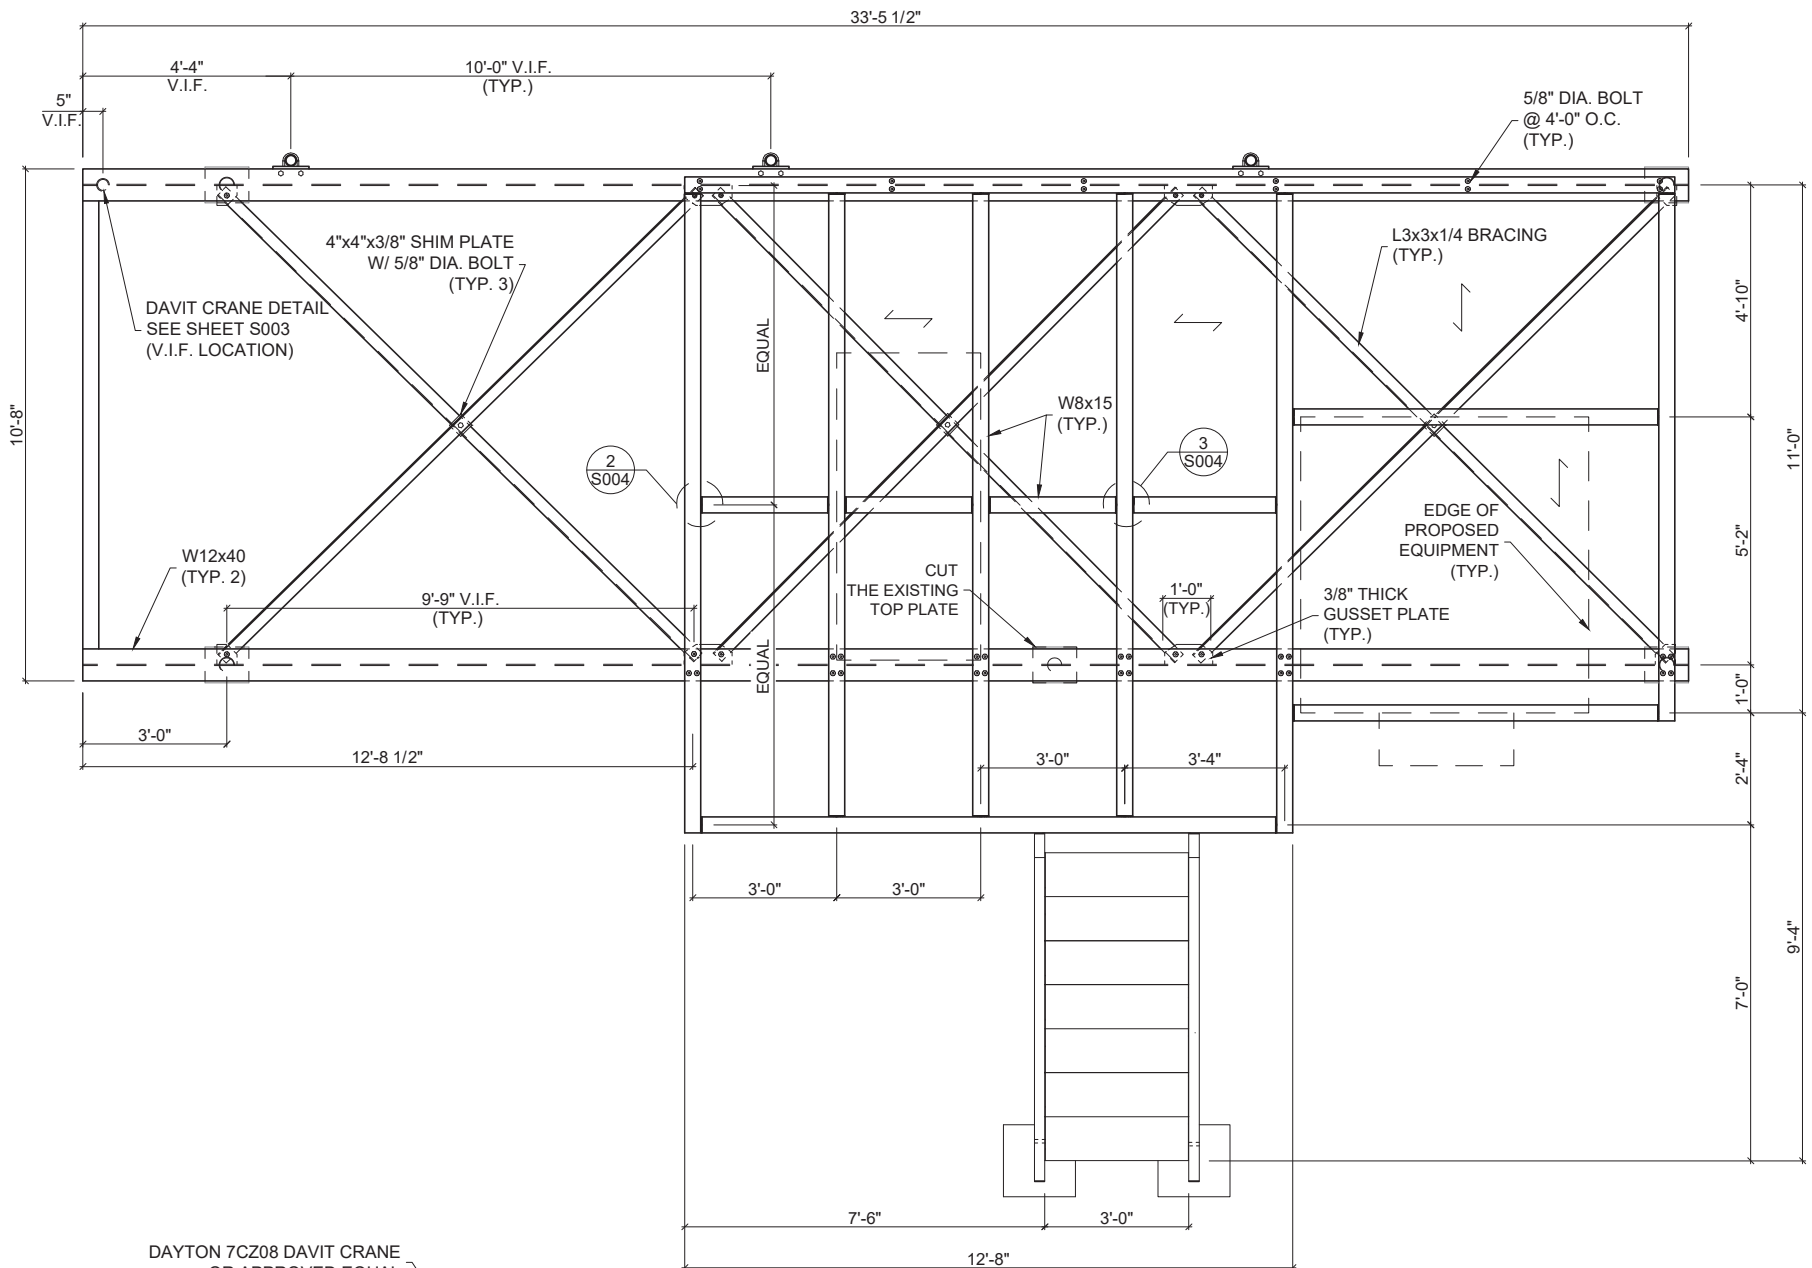 33'-5 1/2"
4'-4"
V.I.F.
10'-0" V.I.F.
(TYP.)
5"
V.I.F.
5/8" DIA. BOLT
@ 4'-0" O.C.
(TYP.)
4"x4"x3/8" SHIM PLATE
W/ 5/8" DIA. BOLT
(TYP. 3)
L3x3x1/4 BRACING
(TYP.)
DAVIT CRANE DETAIL
SEE SHEET S003
(V.I.F. LOCATION)
EQUAL
4'-10"
10'-8"
W8x15
(TYP.)
11'-0"
2
S004
3
S004
EDGE OF
PROPOSED
EQUIPMENT
(TYP.)
5'-2"
W12x40
(TYP. 2)
CUT
THE EXISTING
TOP PLATE
9'-9" V.I.F.
(TYP.)
1'-0"
(TYP.)
3/8" THICK
GUSSET PLATE
(TYP.)
EQUAL
1'-0"
3'-0"
12'-8 1/2"
3'-0"
3'-4"
2'-4"
3'-0"
3'-0"
9'-4"
7'-0"
7'-6"
3'-0"
12'-8"
DAYTON 7CZ08 DAVIT CRANE
OR APPROVED EQUAL